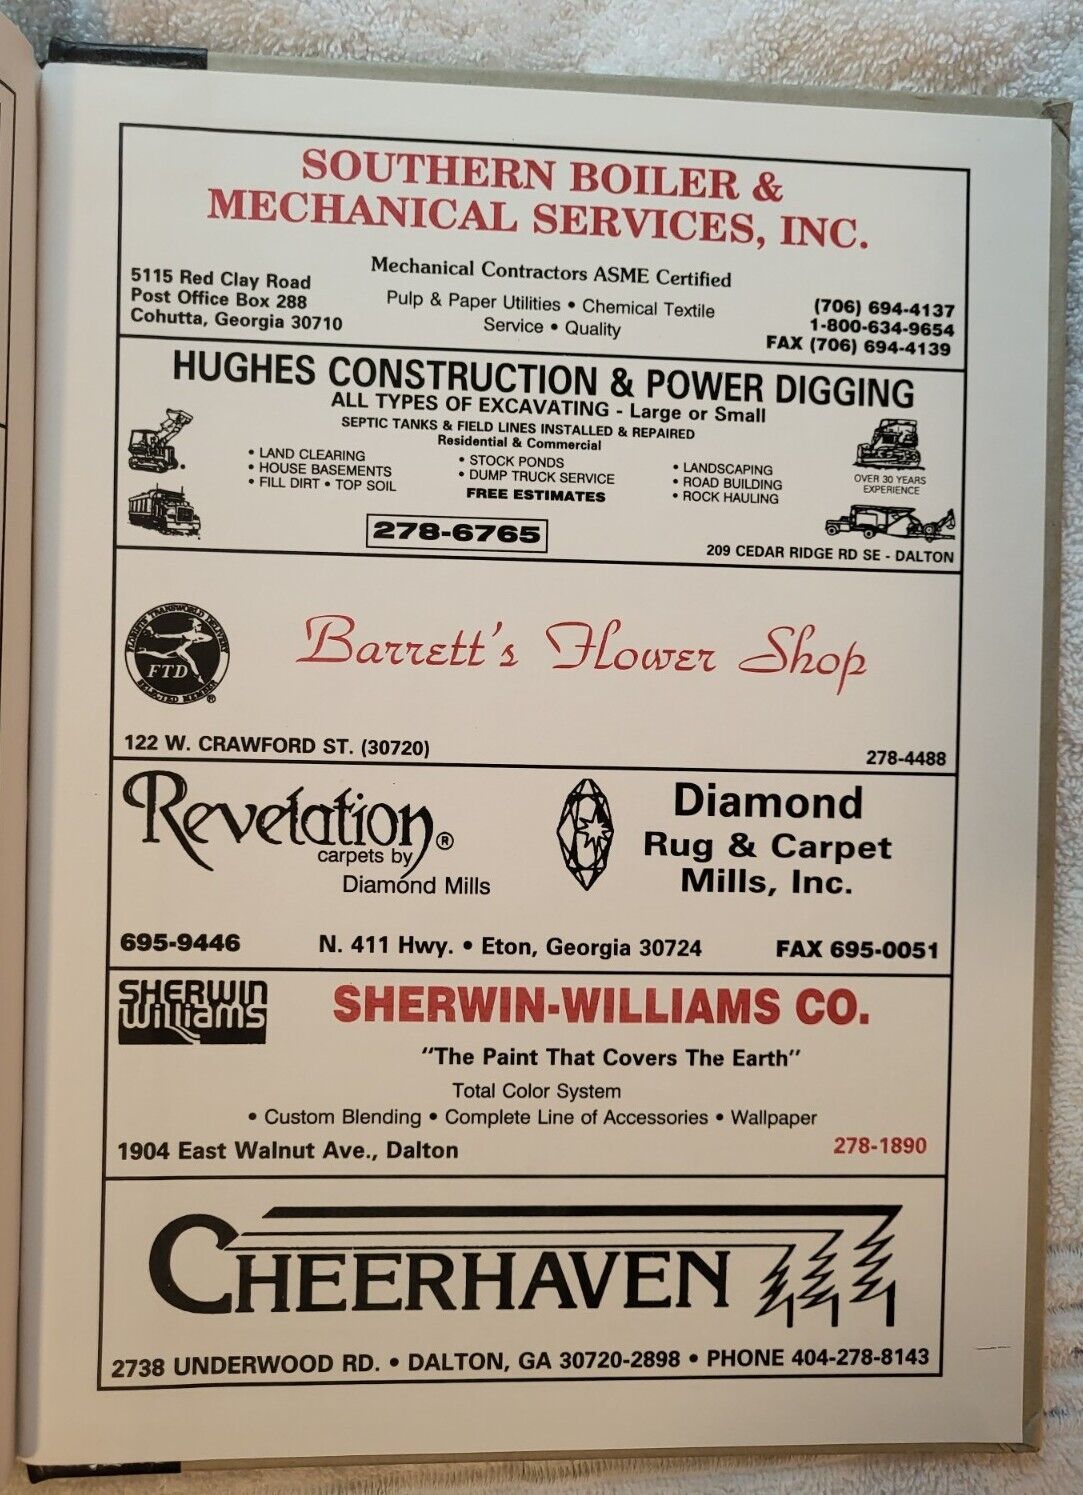 SOUTHERN BOILER &
MECHANICAL SERVICES, INC.
Mechanical Contractors ASME Certified
5115 Red Clay Road
Post Office Box 288
Cohutta, Georgia 30710
Pulp & Paper Utilities • Chemical Textile
Service • Quality
(706) 694-4137
1-800-634-9654
FAX (706) 694-4139
HUGHES CONSTRUCTION & POWER DIGGING
ALL TYPES OF EXCAVATING - Large or Small
SEPTIC TANKS & FIELD LINES INSTALLED & REPAIRED
Residential & Commercial
• LAND CLEARING
• HOUSE BASEMENTS
• FILL DIRT • TOP SOIL
• STOCK PONDS
• DUMP TRUCK SERVICE
FREE ESTIMATES
• LANDSCAPING
• ROAD BUILDING
• ROCK HAULING
OVER 30 YEARS
EXPERIENCE
278-6765
209 CEDAR RIDGE RD SE - DALTON
FLORISTS' TRANSWORLD DELIVERY
FTD
SELECTED MEMBER
®
Barrett's Flower Shop
122 W. CRAWFORD ST. (30720)
278-4488
Revelation®
carpets by
Diamond Mills
Diamond
Rug & Carpet
Mills, Inc.
695-9446
N. 411 Hwy. • Eton, Georgia 30724
FAX 695-0051
SHERWIN
Williams
SHERWIN-WILLIAMS CO.
"The Paint That Covers The Earth"
Total Color System
• Custom Blending • Complete Line of Accessories • Wallpaper
1904 East Walnut Ave., Dalton
278-1890
CHEERHAVEN
2738 UNDERWOOD RD. • DALTON, GA 30720-2898 • PHONE 404-278-8143